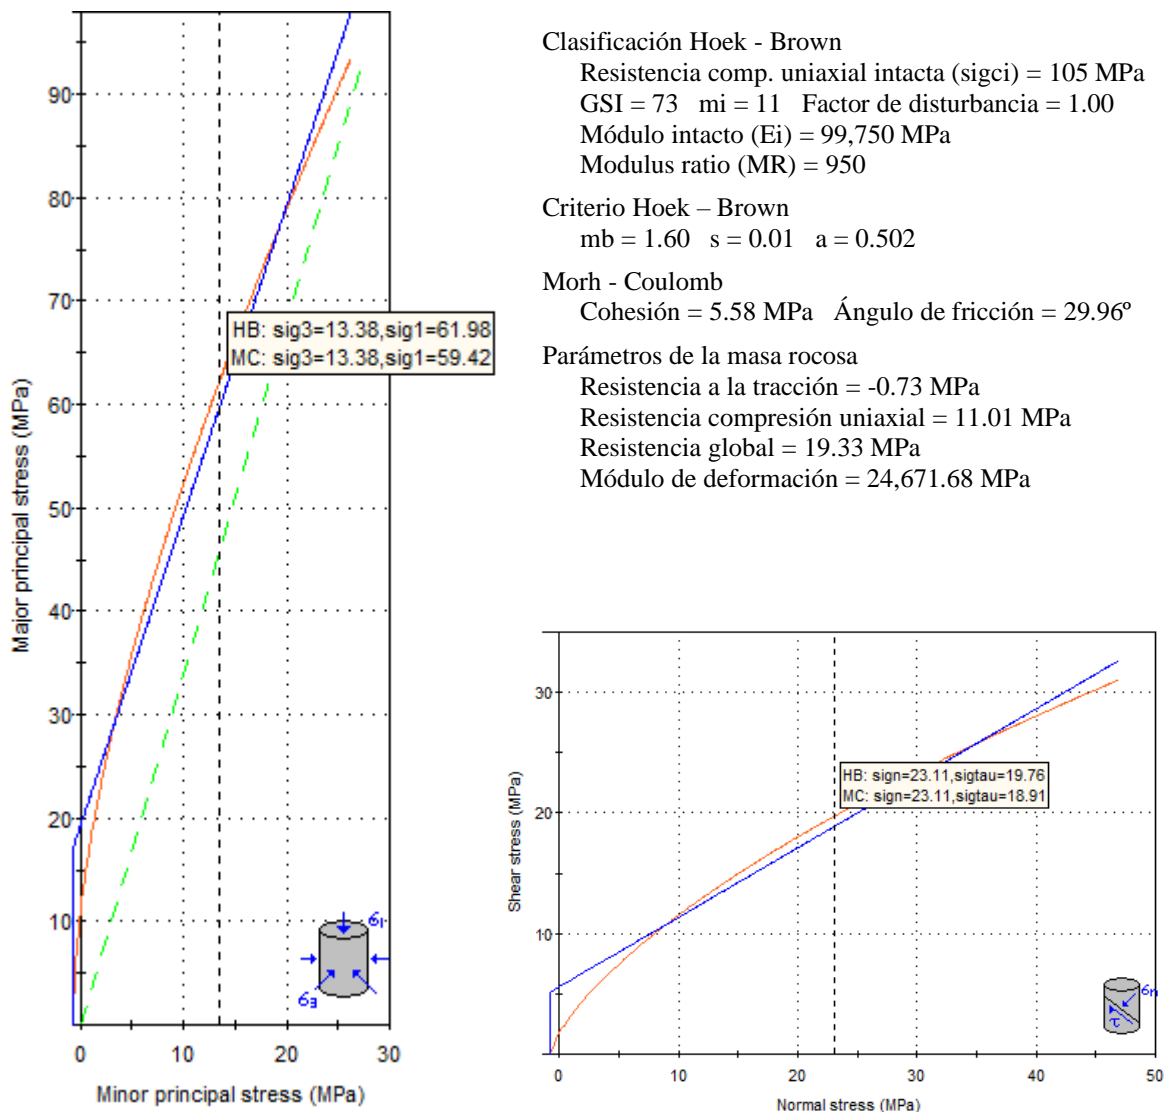 Clasificación Hoek - Brown
Resistencia comp. uniaxial intacta (sigci) = 105 MPa
GSI = 73 mi = 11 Factor de disturbancia = 1.00
Módulo intacto (Ei) = 99,750 MPa
Modulus ratio (MR) = 950
Criterio Hoek – Brown
mb = 1.60 s = 0.01 a = 0.502
Morh - Coulomb
Cohesión = 5.58 MPa Ángulo de fricción = 29.96º
Parámetros de la masa rocosa
Resistencia a la tracción = -0.73 MPa
Resistencia compresión uniaxial = 11.01 MPa
Resistencia global = 19.33 MPa
Módulo de deformación = 24,671.68 MPa
Major principal stress (MPa)
90
80
70
60
50
40
30
20
10
HB: sig3=13.38,sig1=61.98
MC: sig3=13.38,sig1=59.42
σ1
σ3
0 10 20 30
Minor principal stress (MPa)
Shear stress (MPa)
30
20
10
HB: sign=23.11,sigtau=19.76
MC: sign=23.11,sigtau=18.91
σn
τ
0 10 20 30 40 50
Normal stress (MPa)